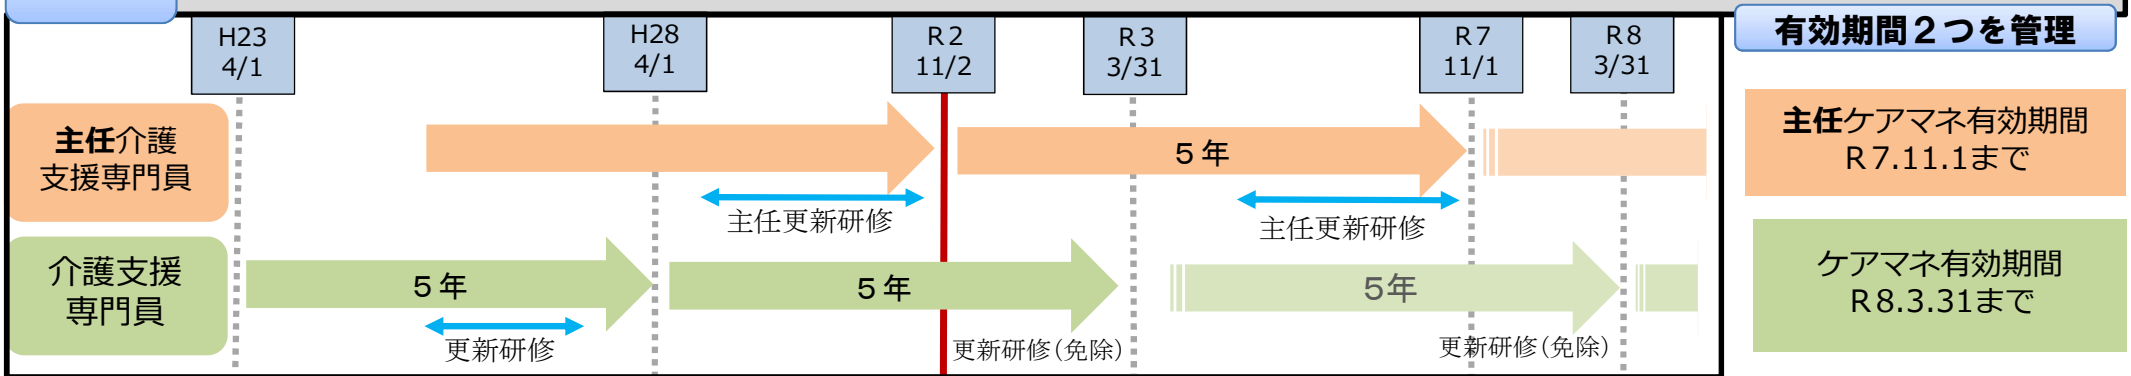 H23
4/1
H28
4/1
R2
11/2
R3
3/31
R7
11/1
R8
3/31
有効期間２つを管理
主任介護
支援専門員
５年
主任更新研修
主任更新研修
主任ケアマネ有効期間
R7.11.1まで
介護支援
専門員
５年
５年
５年
更新研修
更新研修（免除）
更新研修（免除）
ケアマネ有効期間
R8.3.31まで